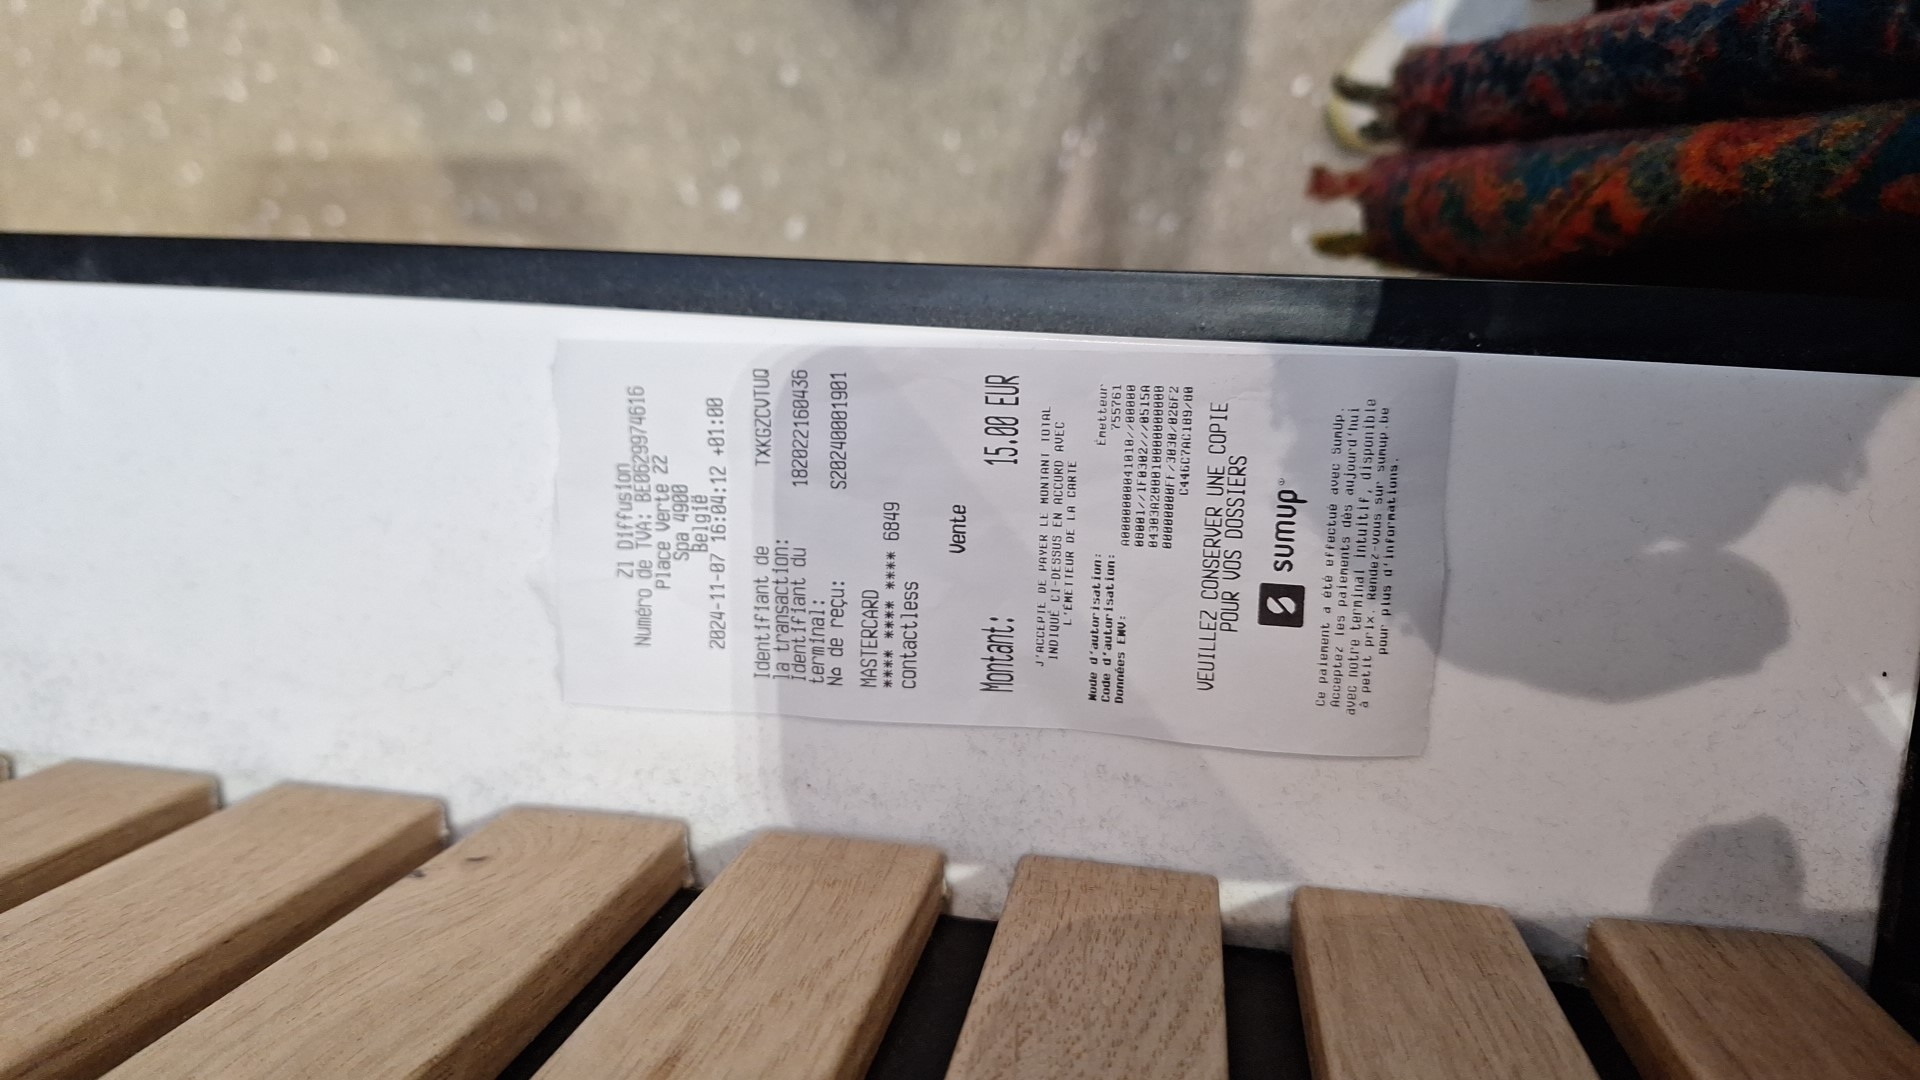 Z1 Diffusion
Numéro de TVA: BE0629974616
Place Verte 22
Spa 4900
België
2024-11-07 16:04:12 +01:00
Identifiant de
la transaction: TXKGZCVTUQ
Identifiant du
terminal: 182022160436
No de reçu: S20240001901
MASTERCARD
**** **** **** 6849
Contactless
Vente
Montant: 15.00 EUR
J'ACCEPTE DE PAYER LE MONTANT TOTAL
INDIQUÉ CI-DESSUS EN ACCORD AVEC
L'ÉMETTEUR DE LA CARTE
Mode d'autorisation: Émetteur
Code d'autorisation: 755761
Données EMV:
VEUILLEZ CONSERVER UNE COPIE
POUR VOS DOSSIERS
sumup®
Ce paiement a été effectué avec SumUp.
Acceptez les paiements dès aujourd'hui
avec notre terminal intuitif, disponible
à petit prix. Rendez-vous sur sumup.be
pour plus d'informations.